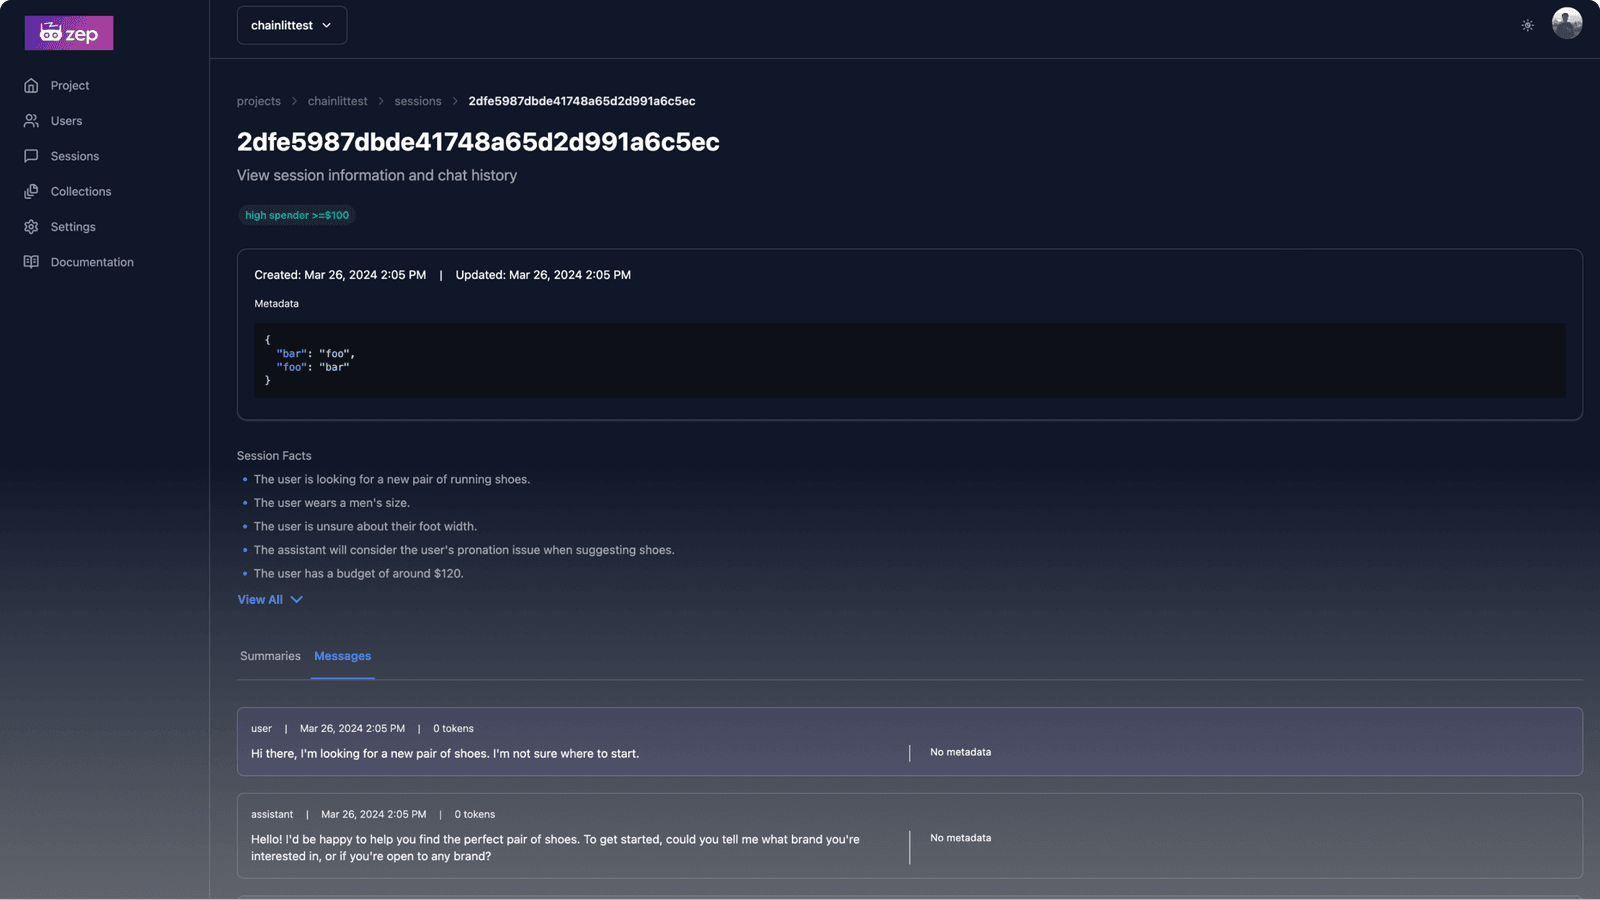 zep
chainlittest
Project
Users
Sessions
Collections
Settings
Documentation
projects > chainlittest > sessions > 2dfe5987dbde41748a65d2d991a6c5ec
2dfe5987dbde41748a65d2d991a6c5ec
View session information and chat history
high spender >=$100
Created: Mar 26, 2024 2:05 PM | Updated: Mar 26, 2024 2:05 PM
Metadata
{
"bar": "foo",
"foo": "bar"
}
Session Facts
• The user is looking for a new pair of running shoes.
• The user wears a men's size.
• The user is unsure about their foot width.
• The assistant will consider the user's pronation issue when suggesting shoes.
• The user has a budget of around $120.
View All
Summaries Messages
user | Mar 26, 2024 2:05 PM | 0 tokens
Hi there, I'm looking for a new pair of shoes. I'm not sure where to start.
No metadata
assistant | Mar 26, 2024 2:05 PM | 0 tokens
Hello! I'd be happy to help you find the perfect pair of shoes. To get started, could you tell me what brand you're
interested in, or if you're open to any brand?
No metadata